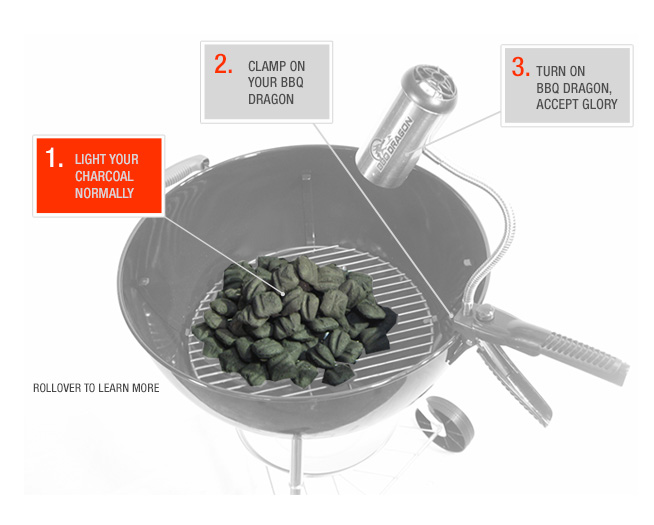 2.
CLAMP ON
YOUR BBQ
DRAGON
3.
TURN ON
BBQ DRAGON,
ACCEPT GLORY
1.
LIGHT YOUR
CHARCOAL
NORMALLY
BBQ DRAGON
ROLLOVER TO LEARN MORE